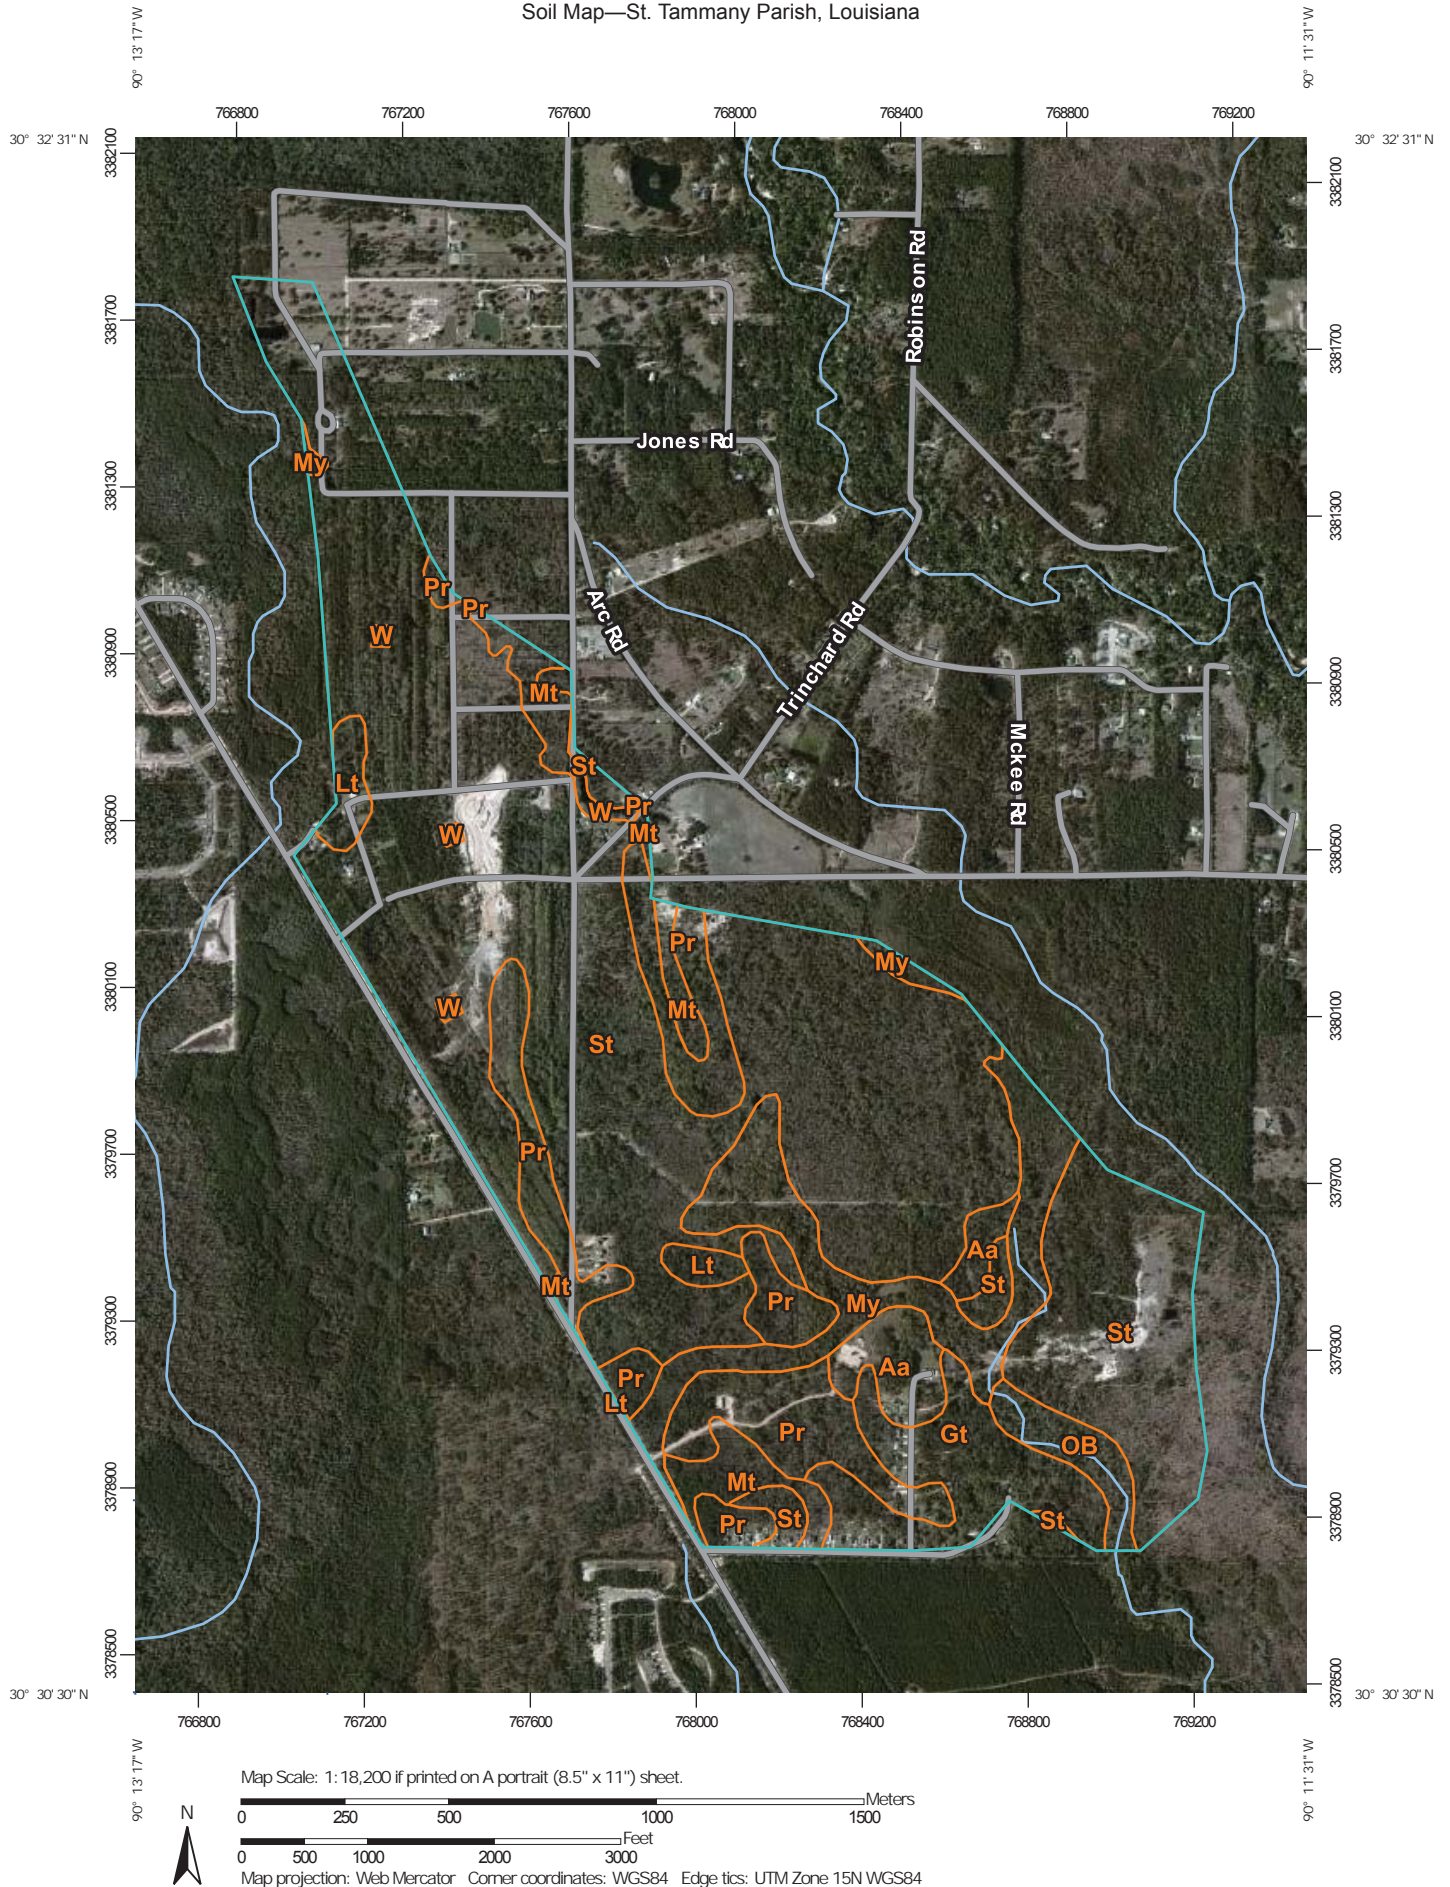 Soil Map—St. Tammany Parish, Louisiana
90° 13' 17" W
90° 11' 31" W
766800 767200 767600 768000 768400 768800 769200
30° 32' 31" N
30° 32' 31" N
3382100
3382100
Robinson Rd
3381700
3381700
Jones Rd
My
3381300
3381300
Pr
Pr
Arc Rd
Trinchard Rd
W
3380900
3380900
Mt
Mckee Rd
St
Lt
W
Pr
3380500
W
Mt
3380500
Pr
My
3380100
W
Mt
3380100
St
Pr
3379700
3379700
Aa
Lt
St
Mt
Pr
My
3379300
St
3379300
Aa
Pr
Lt
Pr
Gt
OB
Mt
3378900
Pr
St
St
3378900
3378500
3378500
30° 30' 30" N
30° 30' 30" N
766800 767200 767600 768000 768400 768800 769200
90° 13' 17" W
90° 11' 31" W
Map Scale: 1:18,200 if printed on A portrait (8.5" x 11") sheet.
Meters
N
0 250 500 1000 1500
Feet
0 500 1000 2000 3000
Map projection: Web Mercator Corner coordinates: WGS84 Edge tics: UTM Zone 15N WGS84